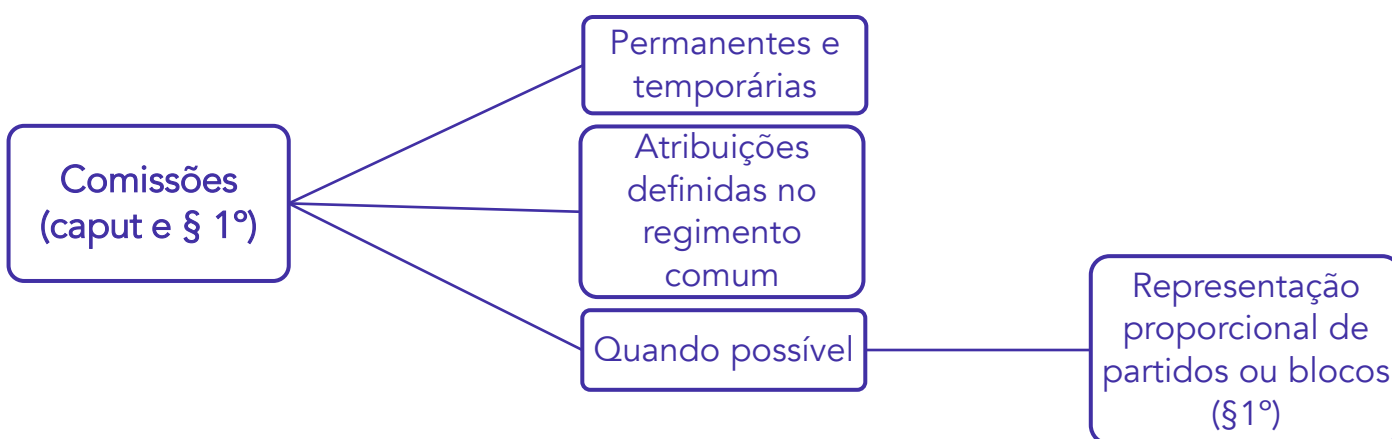 Permanentes e
temporárias
Comissões
(caput e § 1º)
Atribuições
definidas no
regimento
comum
Quando possível
Representação
proporcional de
partidos ou blocos
(§1º)